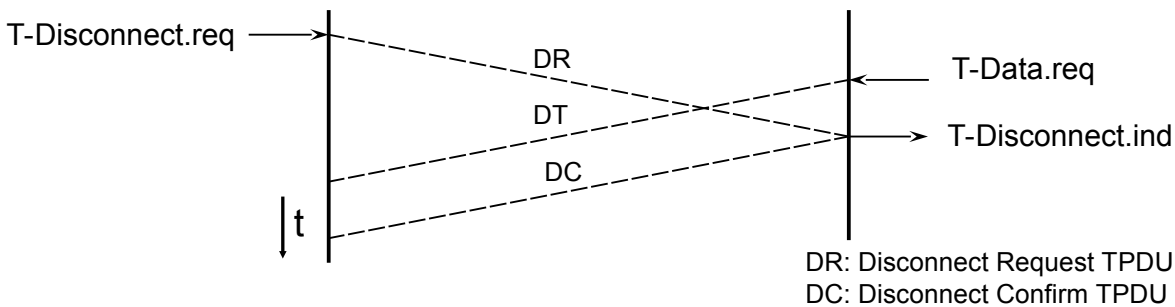 T-Disconnect.req
DR
T-Data.req
DT
T-Disconnect.ind
DC
t
DR: Disconnect Request TPDU
DC: Disconnect Confirm TPDU